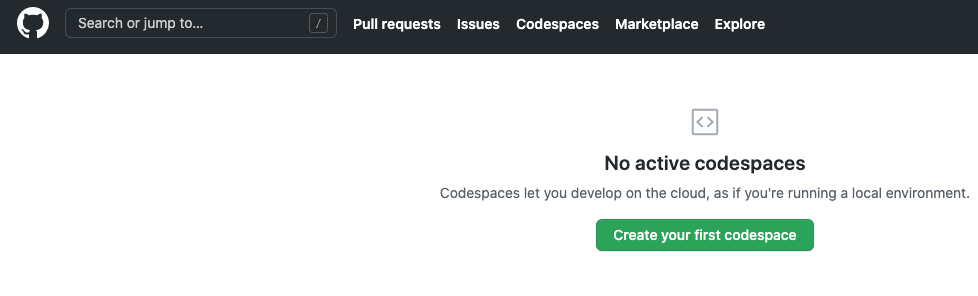 Search or jump to... /
Pull requests
Issues
Codespaces
Marketplace
Explore
No active codespaces
Codespaces let you develop on the cloud, as if you're running a local environment.
Create your first codespace